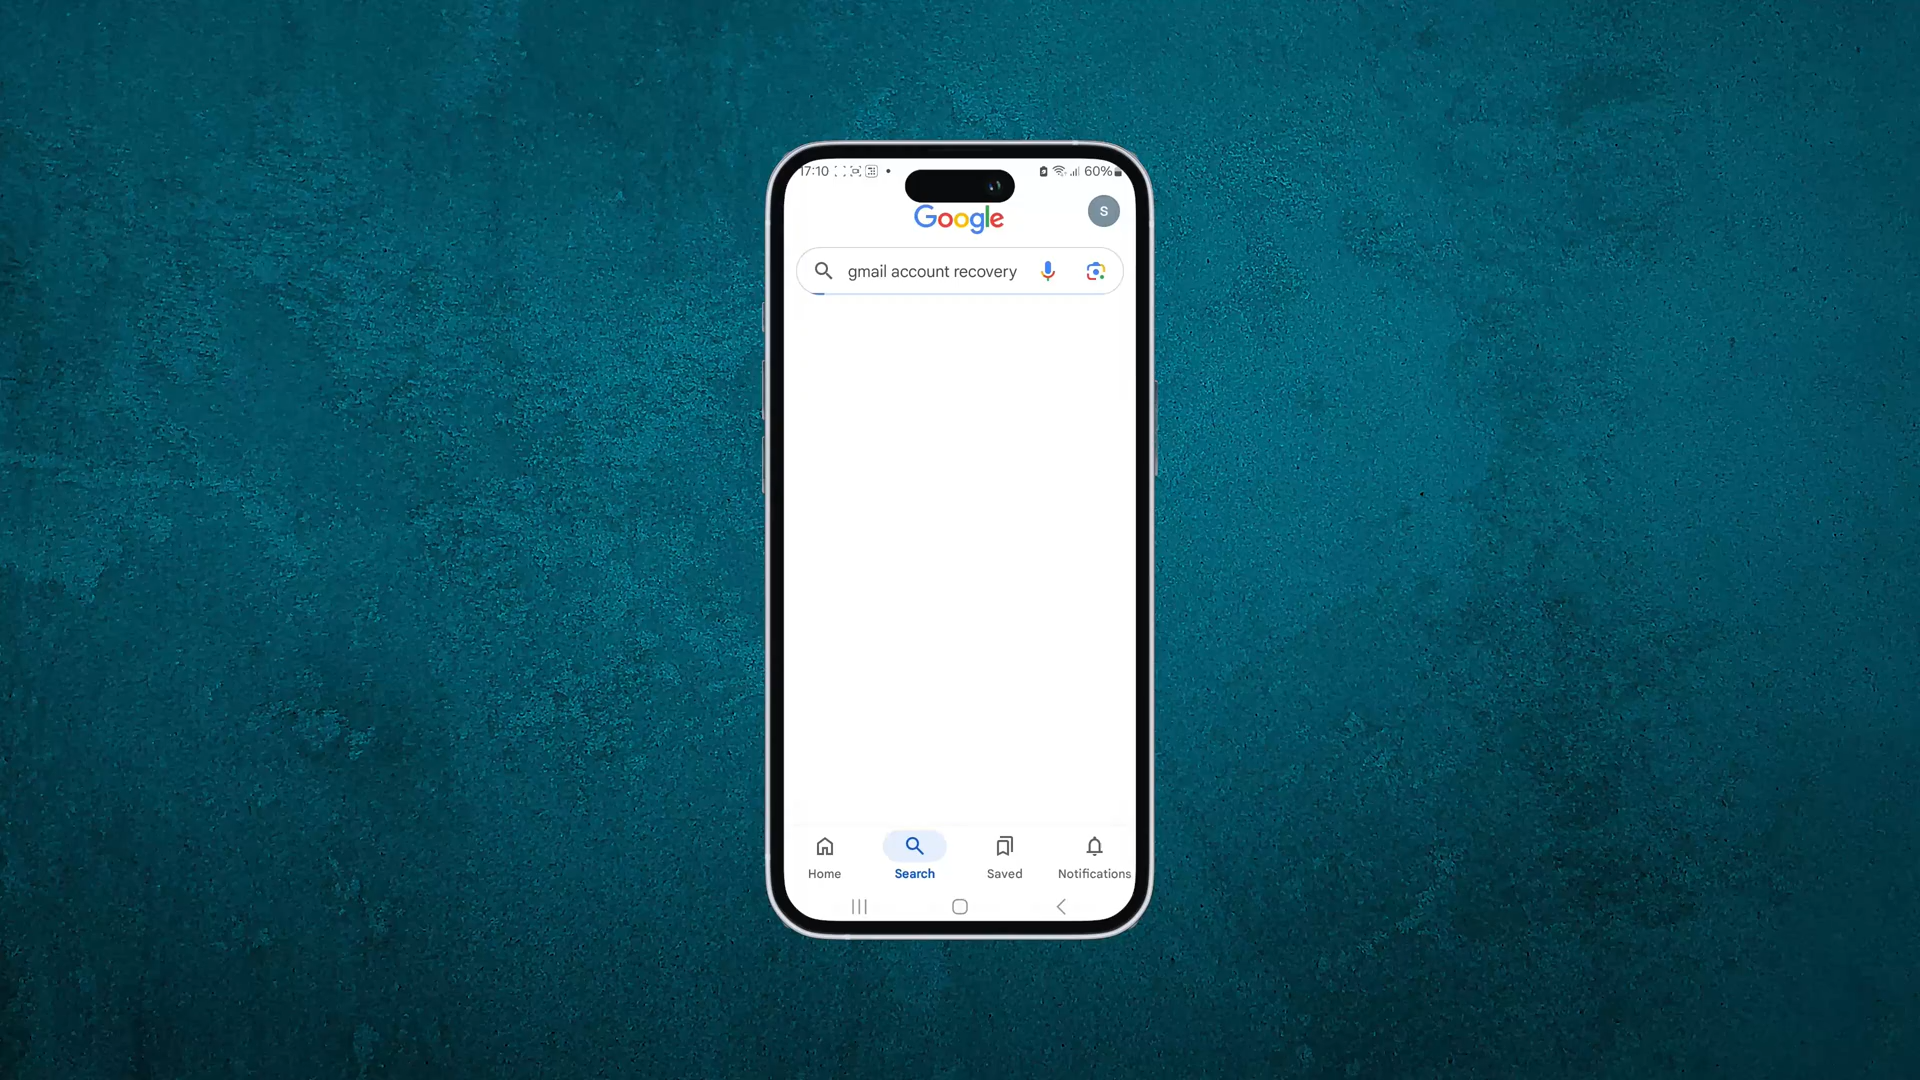 17:10
60%
Google
S
gmail account recovery
Home
Search
Saved
Notifications